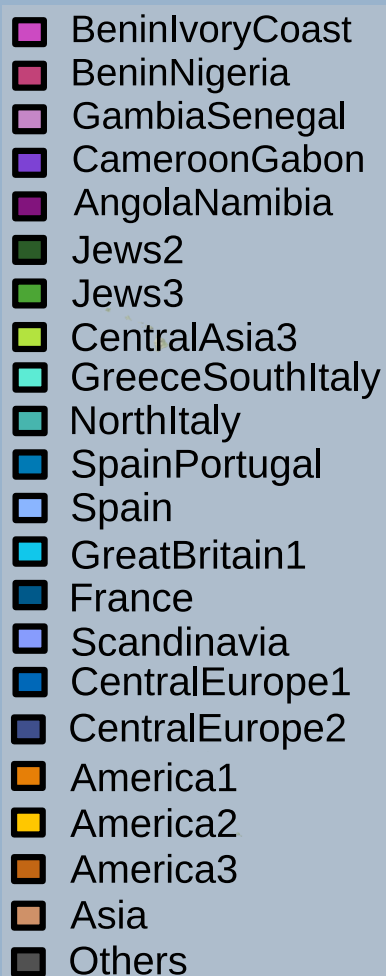 BeninIvoryCoast
BeninNigeria
GambiaSenegal
CameroonGabon
AngolaNamibia
Jews2
Jews3
CentralAsia3
GreeceSouthItaly
NorthItaly
SpainPortugal
Spain
GreatBritain1
France
Scandinavia
CentralEurope1
CentralEurope2
America1
America2
America3
Asia
Others